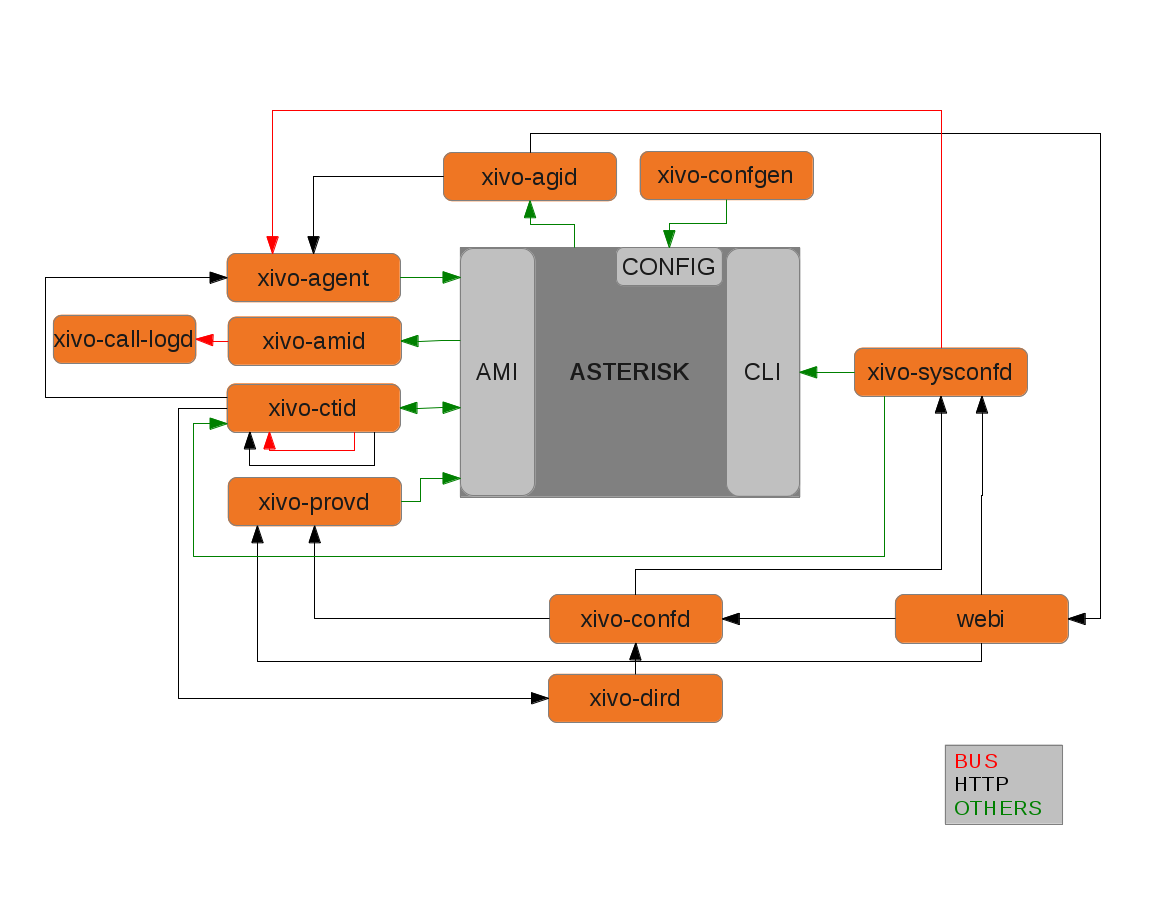 xivo-agid
xivo-confgen
CONFIG
xivo-agent
xivo-call-logd
xivo-amid
AMI
ASTERISK
CLI
xivo-sysconfd
xivo-ctid
xivo-provd
xivo-confd
webi
xivo-dird
BUS
HTTP
OTHERS